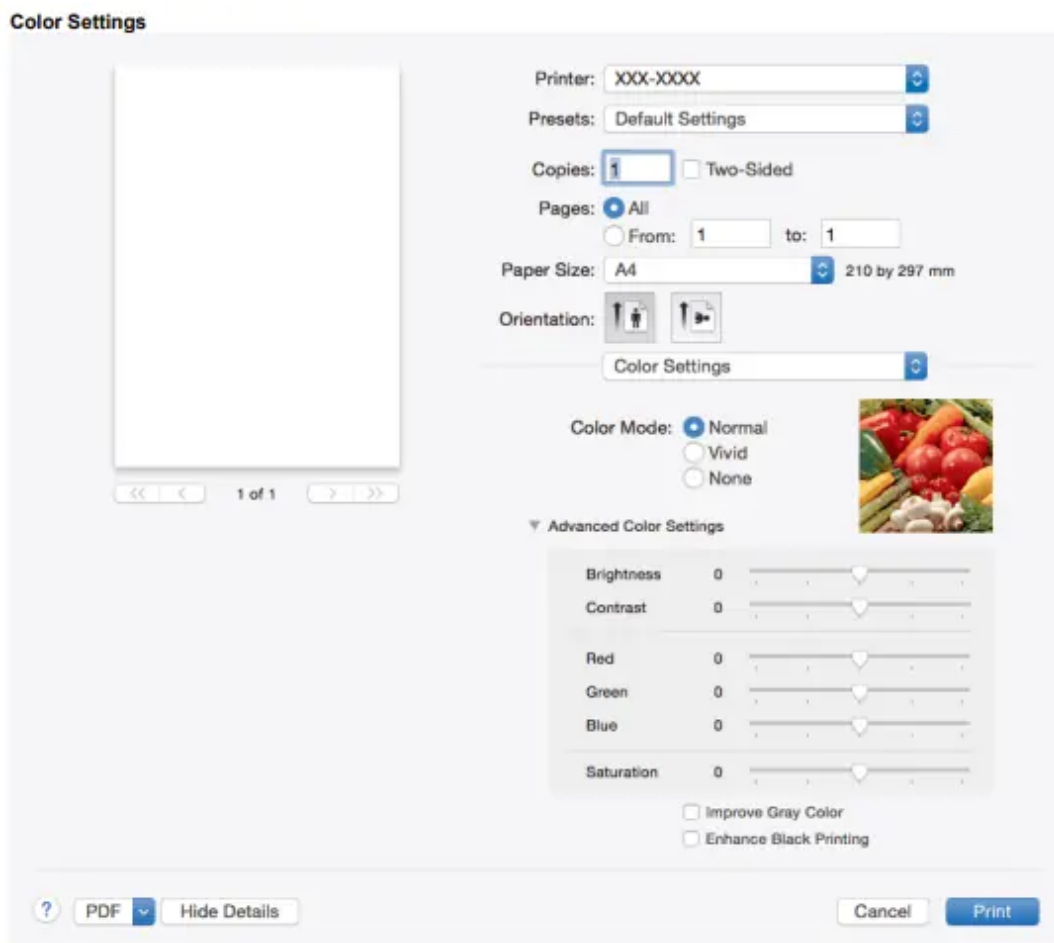 Color Settings
Printer: XXX-XXXX
Presets: Default Settings
Copies: 1 Two-Sided
Pages: All
From: 1 to: 1
Paper Size: A4 210 by 297 mm
Orientation:
Color Settings
Color Mode: Normal
Vivid
None
<< < 1 of 1 > >>
Advanced Color Settings
Brightness 0
Contrast 0
Red 0
Green 0
Blue 0
Saturation 0
Improve Gray Color
Enhance Black Printing
? PDF Hide Details Cancel Print